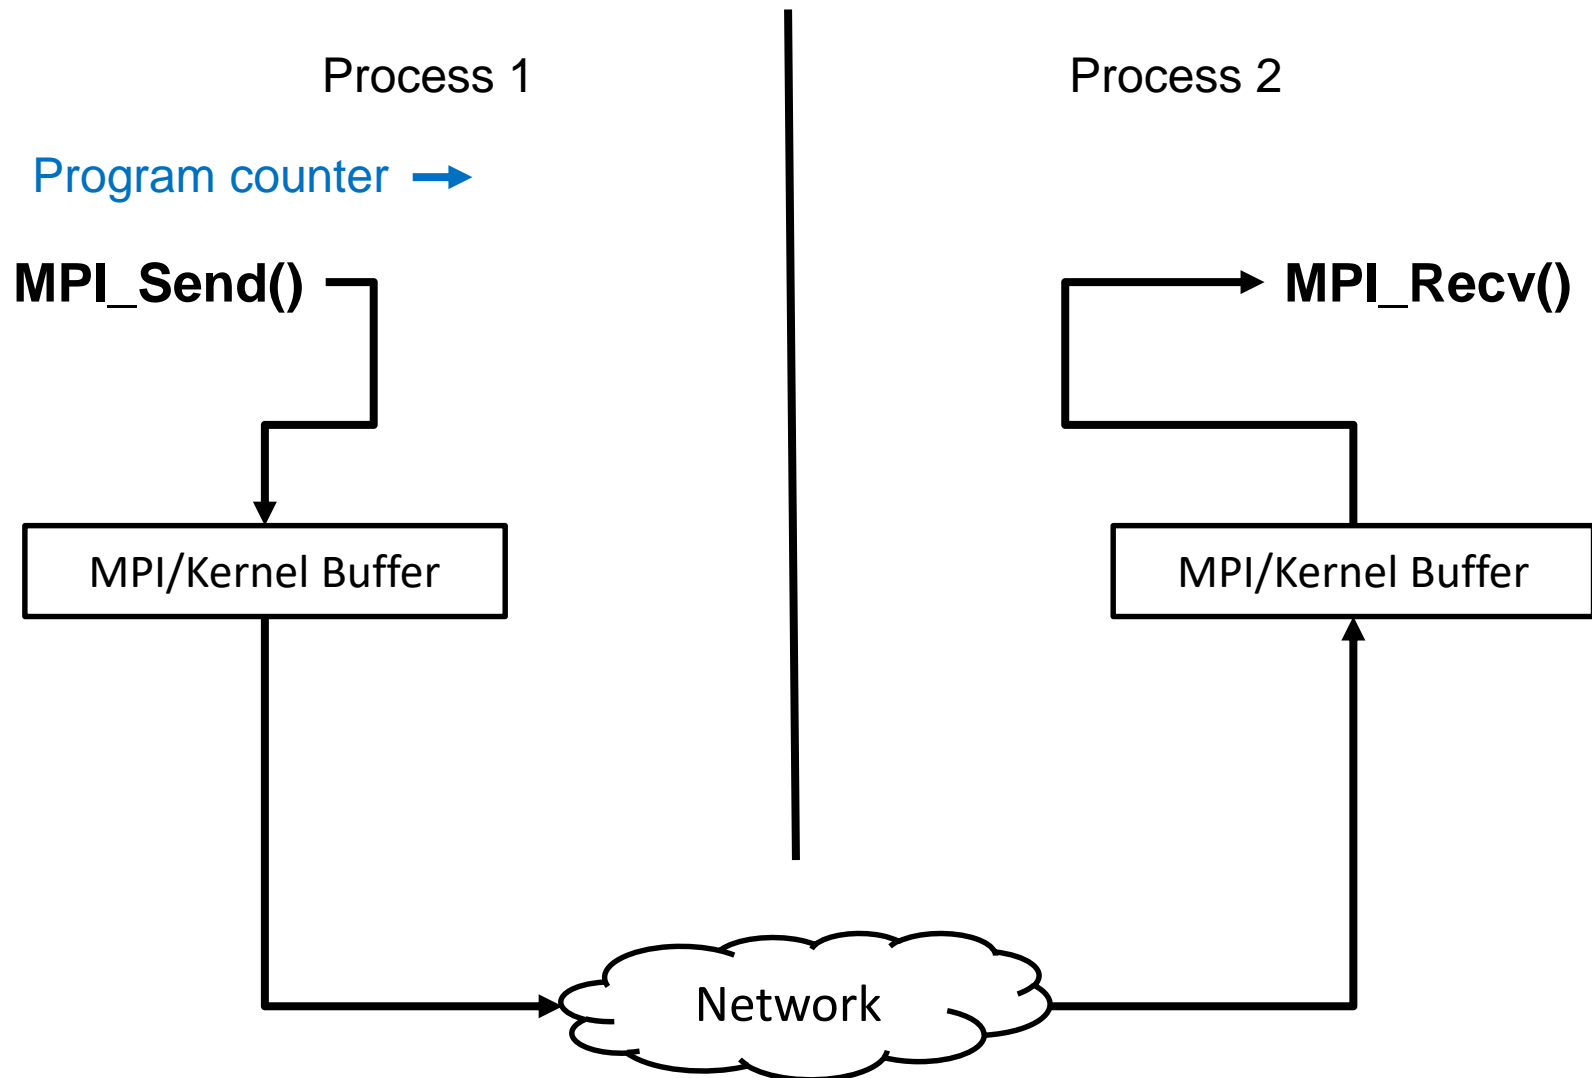 Process 1
Process 2
Program counter
MPI_Send()
MPI_Recv()
MPI/Kernel Buffer
MPI/Kernel Buffer
Network